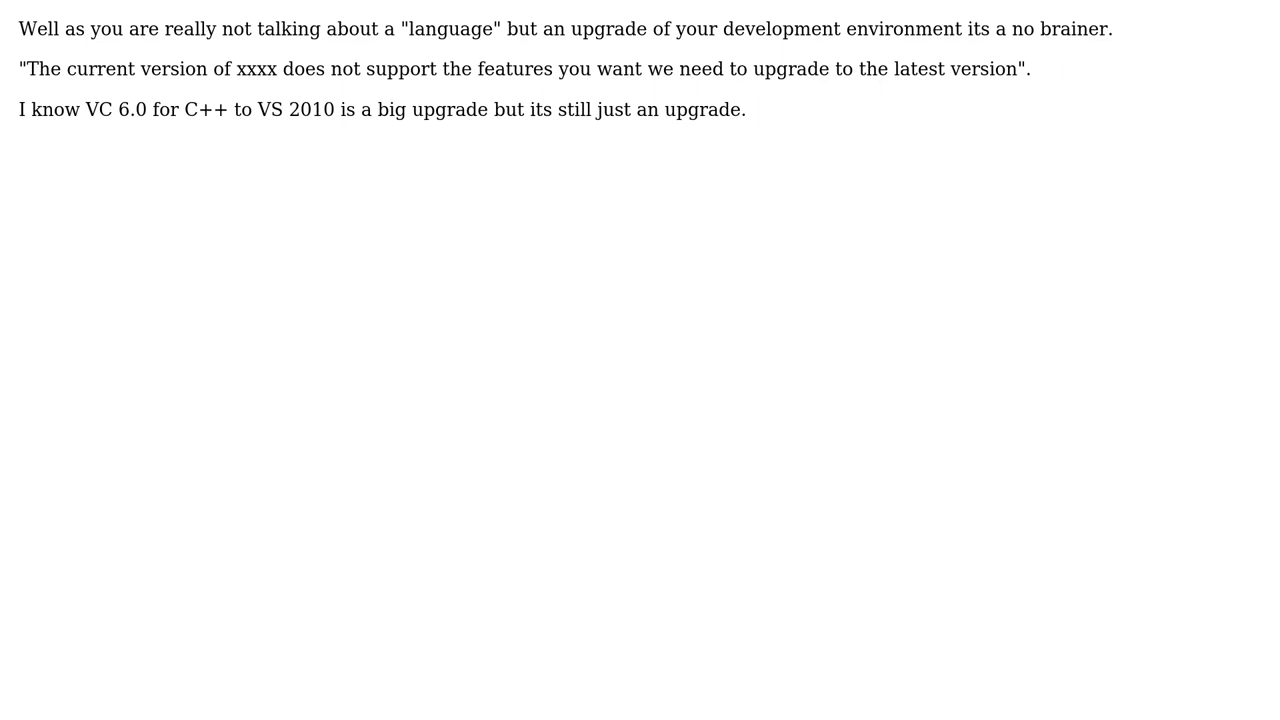 Well as you are really not talking about a "language" but an upgrade of your development environment its a no brainer.
"The current version of xxxx does not support the features you want we need to upgrade to the latest version".
I know VC 6.0 for C++ to VS 2010 is a big upgrade but its still just an upgrade.